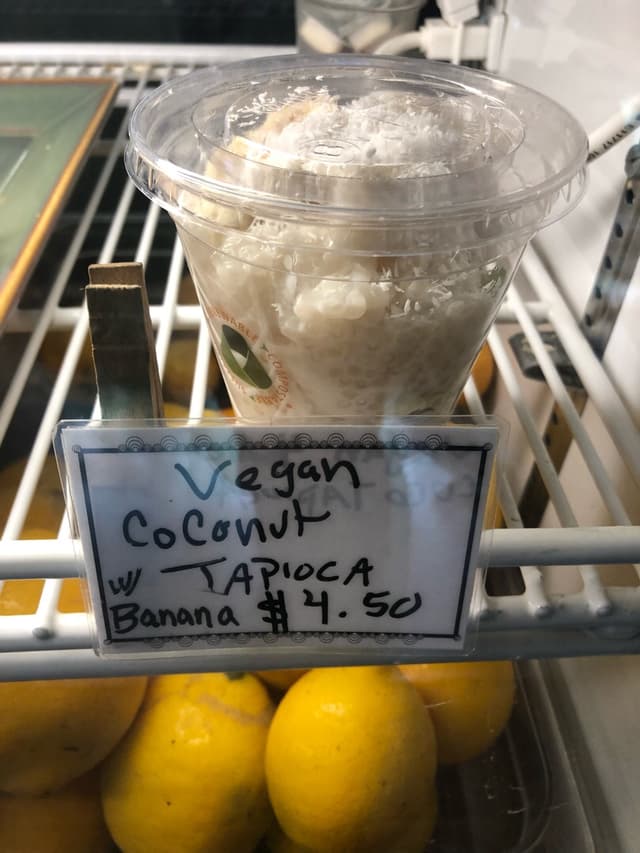 Vegan
Coconut
w/ TAPIOCA
Banana $4.50